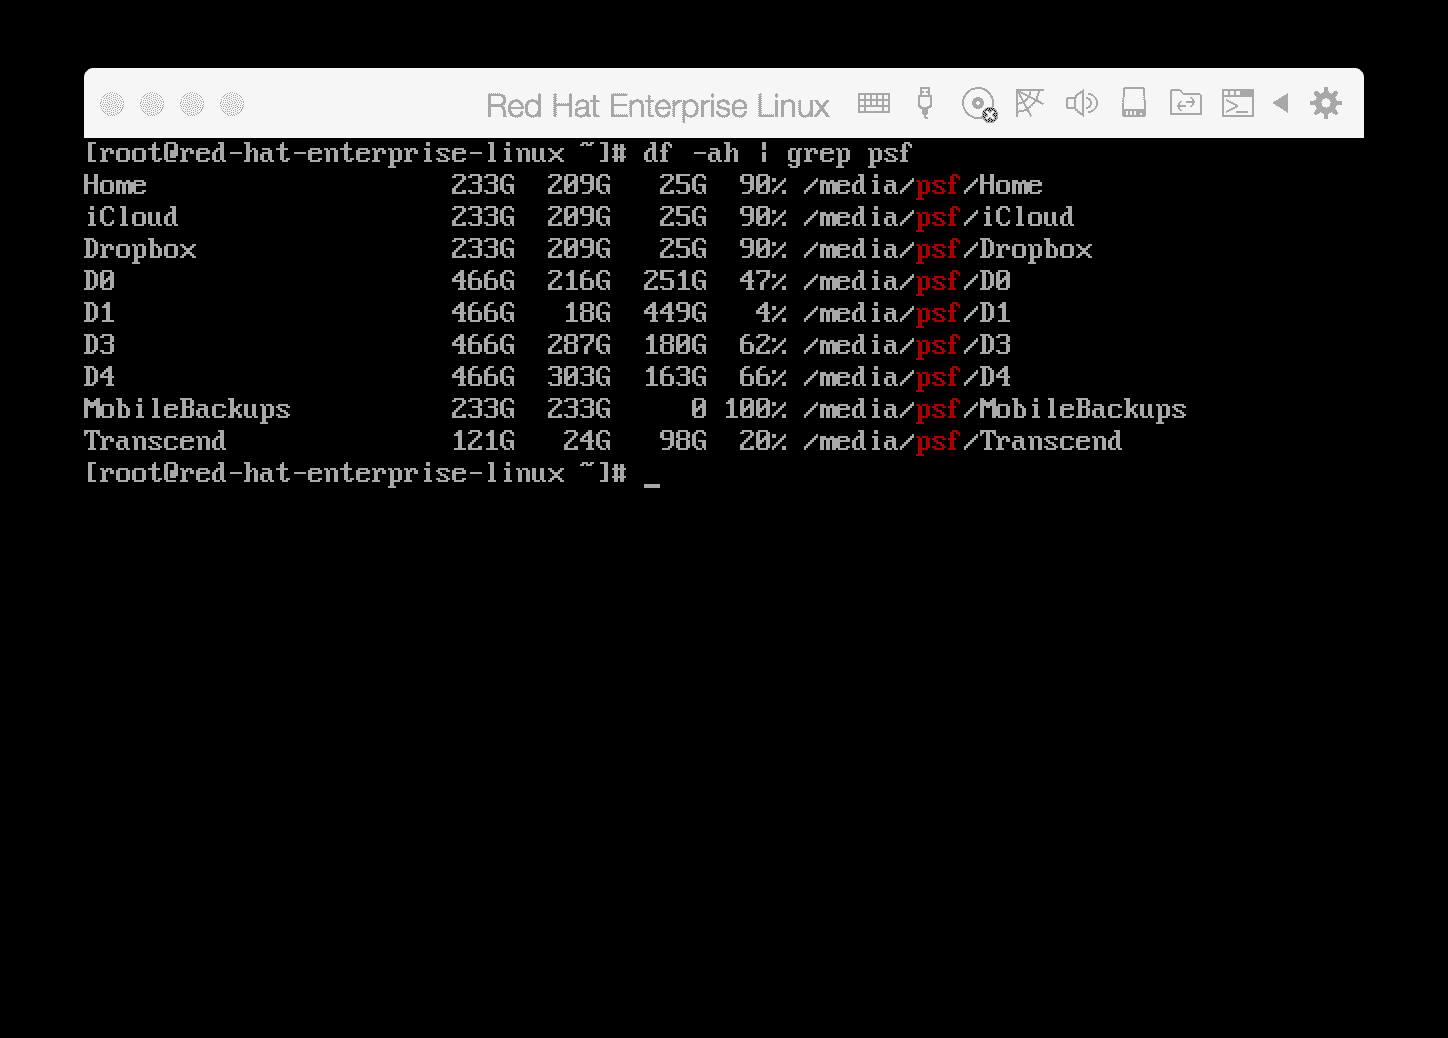 Red Hat Enterprise Linux
[root@red-hat-enterprise-linux ~]# df -ah | grep psf
Home                   233G  209G   25G  90% /media/psf/Home
iCloud                 233G  209G   25G  90% /media/psf/iCloud
Dropbox                233G  209G   25G  90% /media/psf/Dropbox
D0                     466G  216G  251G  47% /media/psf/D0
D1                     466G   18G  449G   4% /media/psf/D1
D3                     466G  287G  180G  62% /media/psf/D3
D4                     466G  303G  163G  66% /media/psf/D4
MobileBackups          233G  233G     0 100% /media/psf/MobileBackups
Transcend              121G   24G   98G  20% /media/psf/Transcend
[root@red-hat-enterprise-linux ~]# _